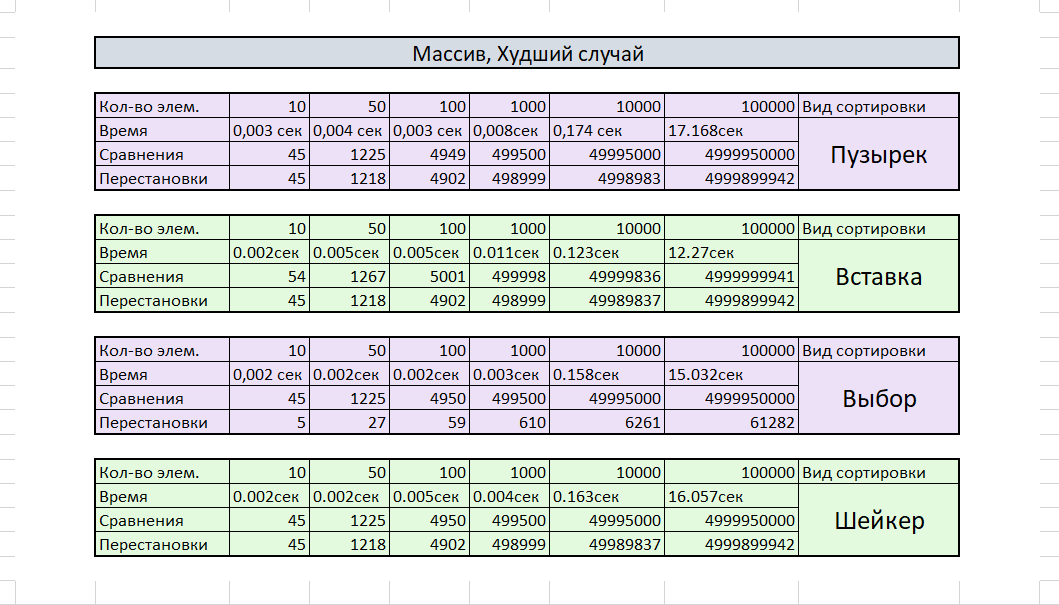 Массив, Худший случай
Кол-во элем. 10 50 100 1000 10000 100000 Вид сортировки
Время 0,003 сек 0,004 сек 0,003 сек 0,008сек 0,174 сек 17.168сек
Сравнения 45 1225 4949 499500 49995000 4999950000
Пузырек
Перестановки 45 1218 4902 498999 4998983 4999899942
Кол-во элем. 10 50 100 1000 10000 100000 Вид сортировки
Время 0.002сек 0.005сек 0.005сек 0.011сек 0.123сек 12.27сек
Сравнения 54 1267 5001 499998 49999836 4999999941
Вставка
Перестановки 45 1218 4902 498999 49989837 4999899942
Кол-во элем. 10 50 100 1000 10000 100000 Вид сортировки
Время 0,002 сек 0.002сек 0.002сек 0.003сек 0.158сек 15.032сек
Сравнения 45 1225 4950 499500 49995000 4999950000
Выбор
Перестановки 5 27 59 610 6261 61282
Кол-во элем. 10 50 100 1000 10000 100000 Вид сортировки
Время 0.002сек 0.002сек 0.005сек 0.004сек 0.163сек 16.057сек
Сравнения 45 1225 4950 499500 49995000 4999950000
Шейкер
Перестановки 45 1218 4902 498999 49989837 4999899942